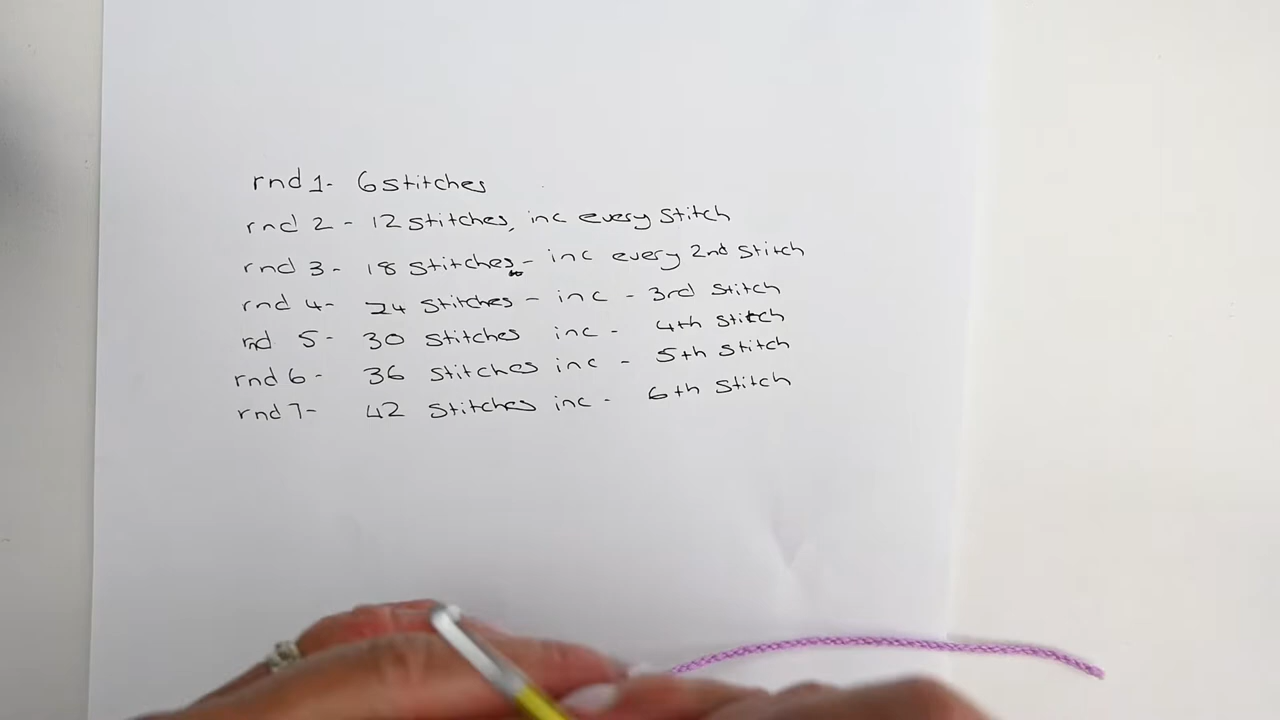 rnd 1- 6 stitches
rnd 2 - 12 stitches, inc every stitch
rnd 3- 18 stitches - inc every 2nd stitch
rnd 4- 24 stitches - inc - 3rd stitch
rnd 5- 30 stitches inc - 4th stitch
rnd 6- 36 stitches inc - 5th stitch
rnd 7- 42 stitches inc - 6th stitch